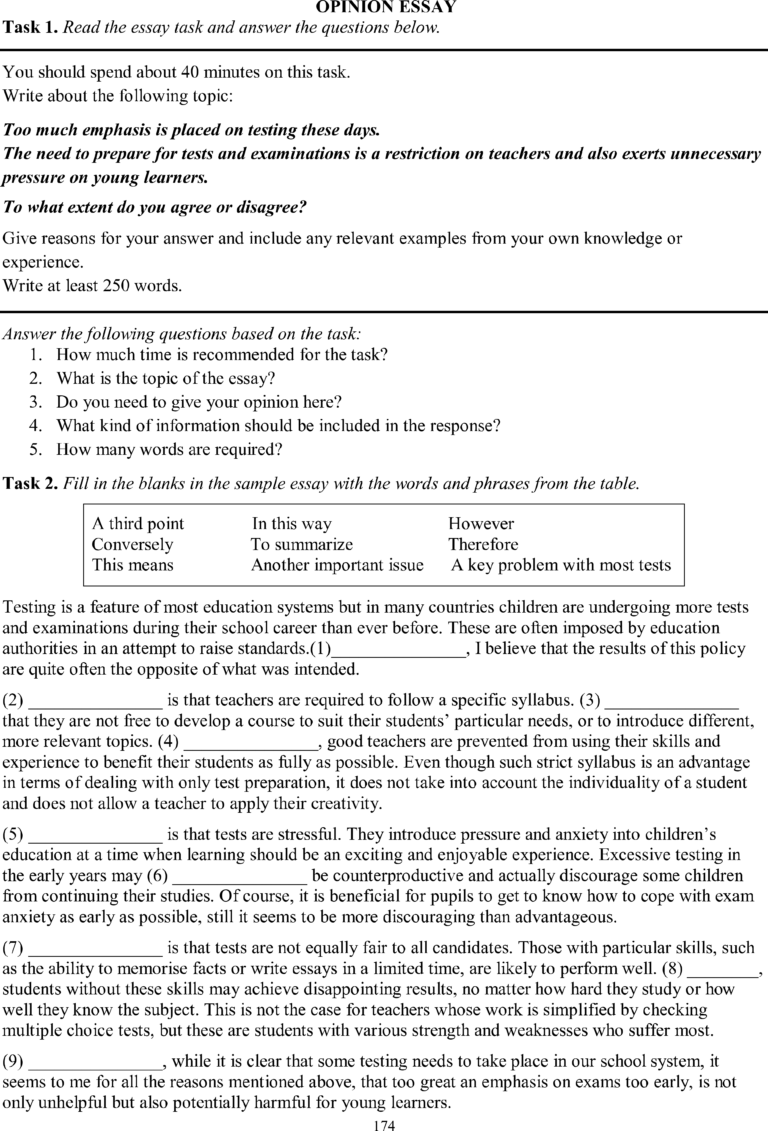 OPINION ESSAY
Task 1. Read the essay task and answer the questions below.
You should spend about 40 minutes on this task.
Write about the following topic:
Too much emphasis is placed on testing these days.
The need to prepare for tests and examinations is a restriction on teachers and also exerts unnecessary
pressure on young learners.
To what extent do you agree or disagree?
Give reasons for your answer and include any relevant examples from your own knowledge or
experience.
Write at least 250 words.
Answer the following questions based on the task:
1. How much time is recommended for the task?
2. What is the topic of the essay?
3. Do you need to give your opinion here?
4. What kind of information should be included in the response?
5. How many words are required?
Task 2. Fill in the blanks in the sample essay with the words and phrases from the table.
A third point In this way However
Conversely To summarize Therefore
This means Another important issue A key problem with most tests
Testing is a feature of most education systems but in many countries children are undergoing more tests
and examinations during their school career than ever before. These are often imposed by education
authorities in an attempt to raise standards.(1)_______________, I believe that the results of this policy
are quite often the opposite of what was intended.
(2) _______________ is that teachers are required to follow a specific syllabus. (3) _______________
that they are not free to develop a course to suit their students' particular needs, or to introduce different,
more relevant topics. (4) _______________, good teachers are prevented from using their skills and
experience to benefit their students as fully as possible. Even though such strict syllabus is an advantage
in terms of dealing with only test preparation, it does not take into account the individuality of a student
and does not allow a teacher to apply their creativity.
(5) _______________ is that tests are stressful. They introduce pressure and anxiety into children's
education at a time when learning should be an exciting and enjoyable experience. Excessive testing in
the early years may (6) _______________ be counterproductive and actually discourage some children
from continuing their studies. Of course, it is beneficial for pupils to get to know how to cope with exam
anxiety as early as possible, still it seems to be more discouraging than advantageous.
(7) _______________ is that tests are not equally fair to all candidates. Those with particular skills, such
as the ability to memorise facts or write essays in a limited time, are likely to perform well. (8) ________,
students without these skills may achieve disappointing results, no matter how hard they study or how
well they know the subject. This is not the case for teachers whose work is simplified by checking
multiple choice tests, but these are students with various strength and weaknesses who suffer most.
(9) _______________, while it is clear that some testing needs to take place in our school system, it
seems to me for all the reasons mentioned above, that too great an emphasis on exams too early, is not
only unhelpful but also potentially harmful for young learners.
174